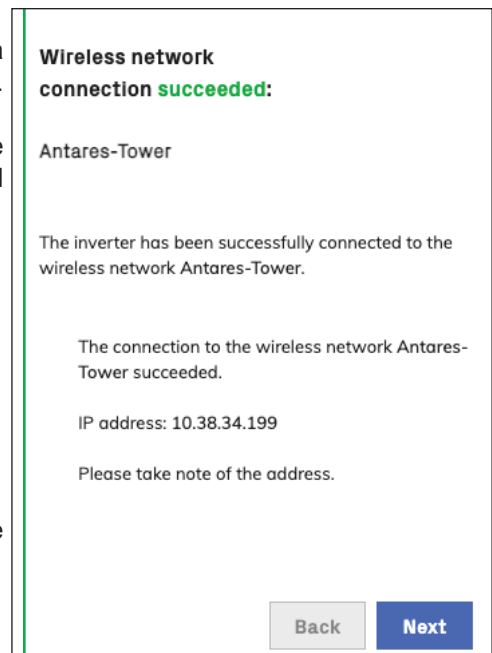 Wireless network
connection succeeded:
Antares-Tower
The inverter has been successfully connected to the
wireless network Antares-Tower.
The connection to the wireless network Antares-
Tower succeeded.
IP address: 10.38.34.199
Please take note of the address.
Back Next